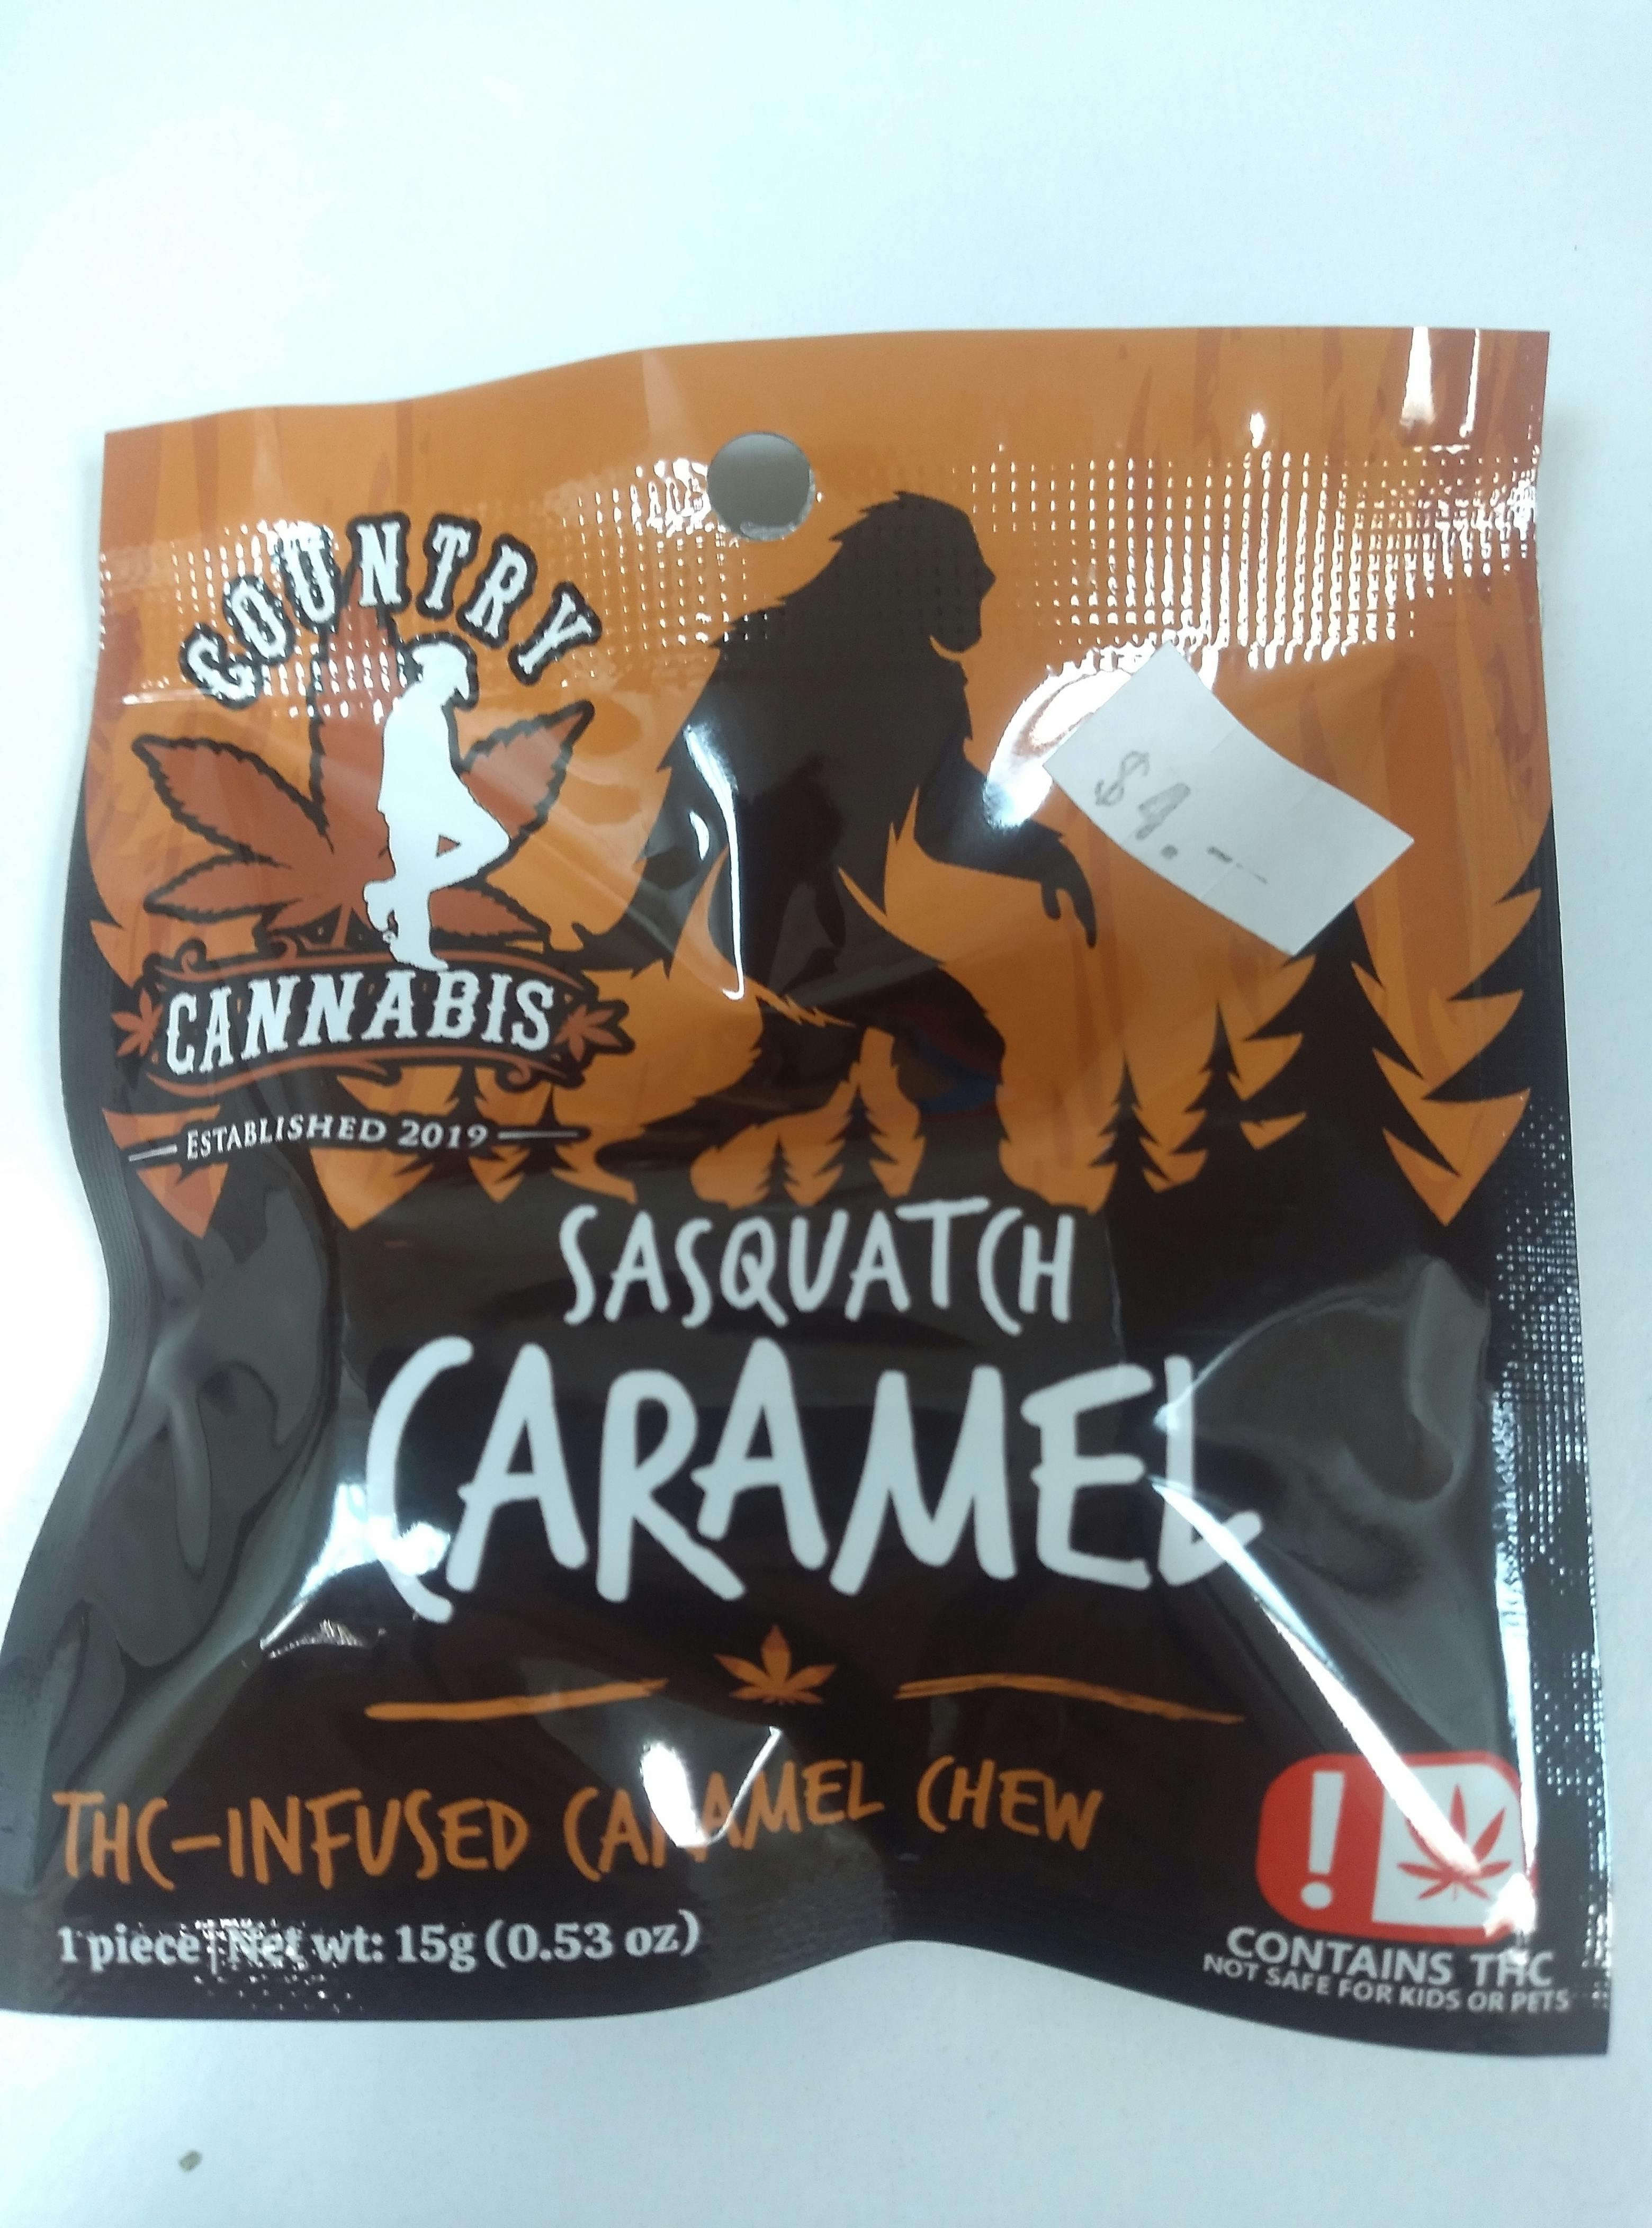 COUNTRY
CANNABIS
ESTABLISHED 2019
$4.--
SASQUATCH
CARAMEL
THC-INFUSED CARAMEL CHEW
1 piece | Net wt: 15g (0.53 oz)
!
CONTAINS THC
NOT SAFE FOR KIDS OR PETS